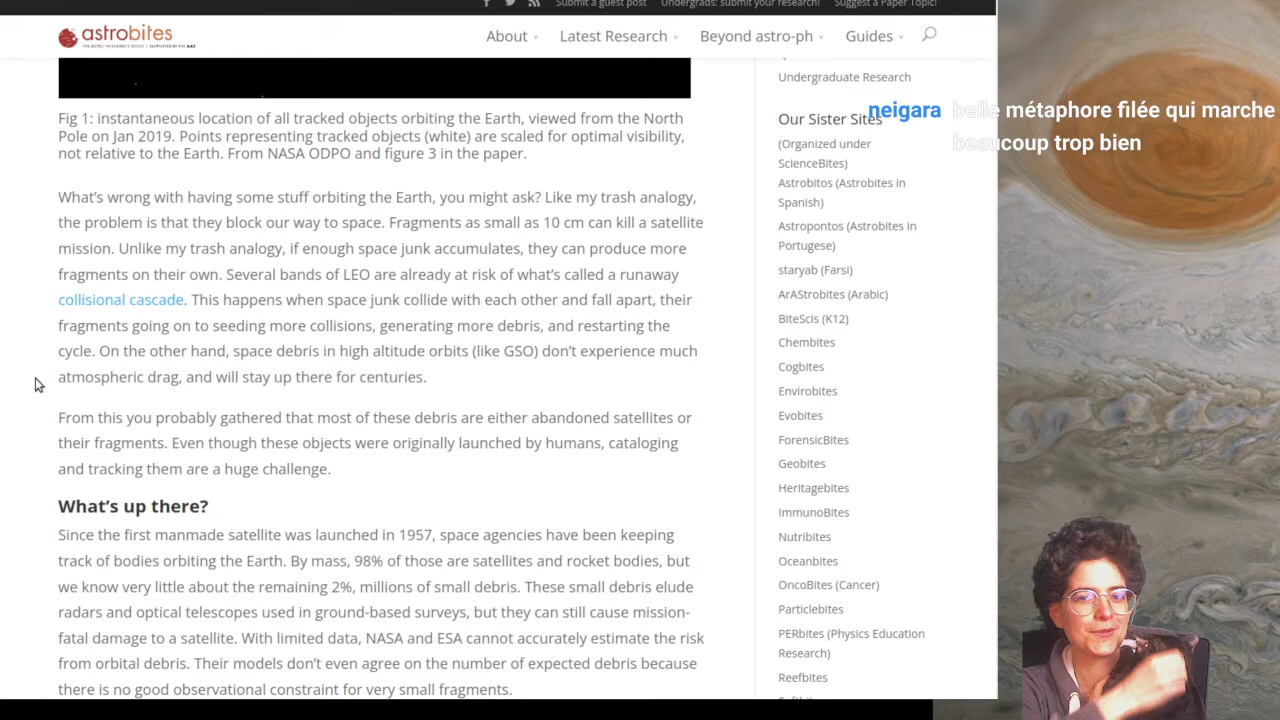 Submit a guest post
Undergrads: submit your research!
Suggest a Paper Topic!
astrobites
About
Latest Research
Beyond astro-ph
Guides
Fig 1: instantaneous location of all tracked objects orbiting the Earth, viewed from the North
Pole on Jan 2019. Points representing tracked objects (white) are scaled for optimal visibility,
not relative to the Earth. From NASA ODPO and figure 3 in the paper.
What's wrong with having some stuff orbiting the Earth, you might ask? Like my trash analogy,
the problem is that they block our way to space. Fragments as small as 10 cm can kill a satellite
mission. Unlike my trash analogy, if enough space junk accumulates, they can produce more
fragments on their own. Several bands of LEO are already at risk of what's called a runaway
collisional cascade. This happens when space junk collide with each other and fall apart, their
fragments going on to seeding more collisions, generating more debris, and restarting the
cycle. On the other hand, space debris in high altitude orbits (like GSO) don't experience much
atmospheric drag, and will stay up there for centuries.
From this you probably gathered that most of these debris are either abandoned satellites or
their fragments. Even though these objects were originally launched by humans, cataloging
and tracking them are a huge challenge.
What's up there?
Since the first manmade satellite was launched in 1957, space agencies have been keeping
track of bodies orbiting the Earth. By mass, 98% of those are satellites and rocket bodies, but
we know very little about the remaining 2%, millions of small debris. These small debris elude
radars and optical telescopes used in ground-based surveys, but they can still cause mission-
fatal damage to a satellite. With limited data, NASA and ESA cannot accurately estimate the risk
from orbital debris. Their models don't even agree on the number of expected debris because
there is no good observational constraint for very small fragments.
Undergraduate Research
Our Sister Sites
(Organized under
ScienceBites)
Astrobitos (Astrobites in
Spanish)
Astropontos (Astrobites in
Portugese)
staryab (Farsi)
ArAStrobites (Arabic)
BiteScis (K12)
Chembites
Cogbites
Envirobites
Evobites
ForensicBites
Geobites
Heritagebites
ImmunoBites
Nutribites
Oceanbites
OncoBites (Cancer)
Particlebites
PERbites (Physics Education
Research)
Reefbites
neigara belle métaphore filée qui marche
beaucoup trop bien